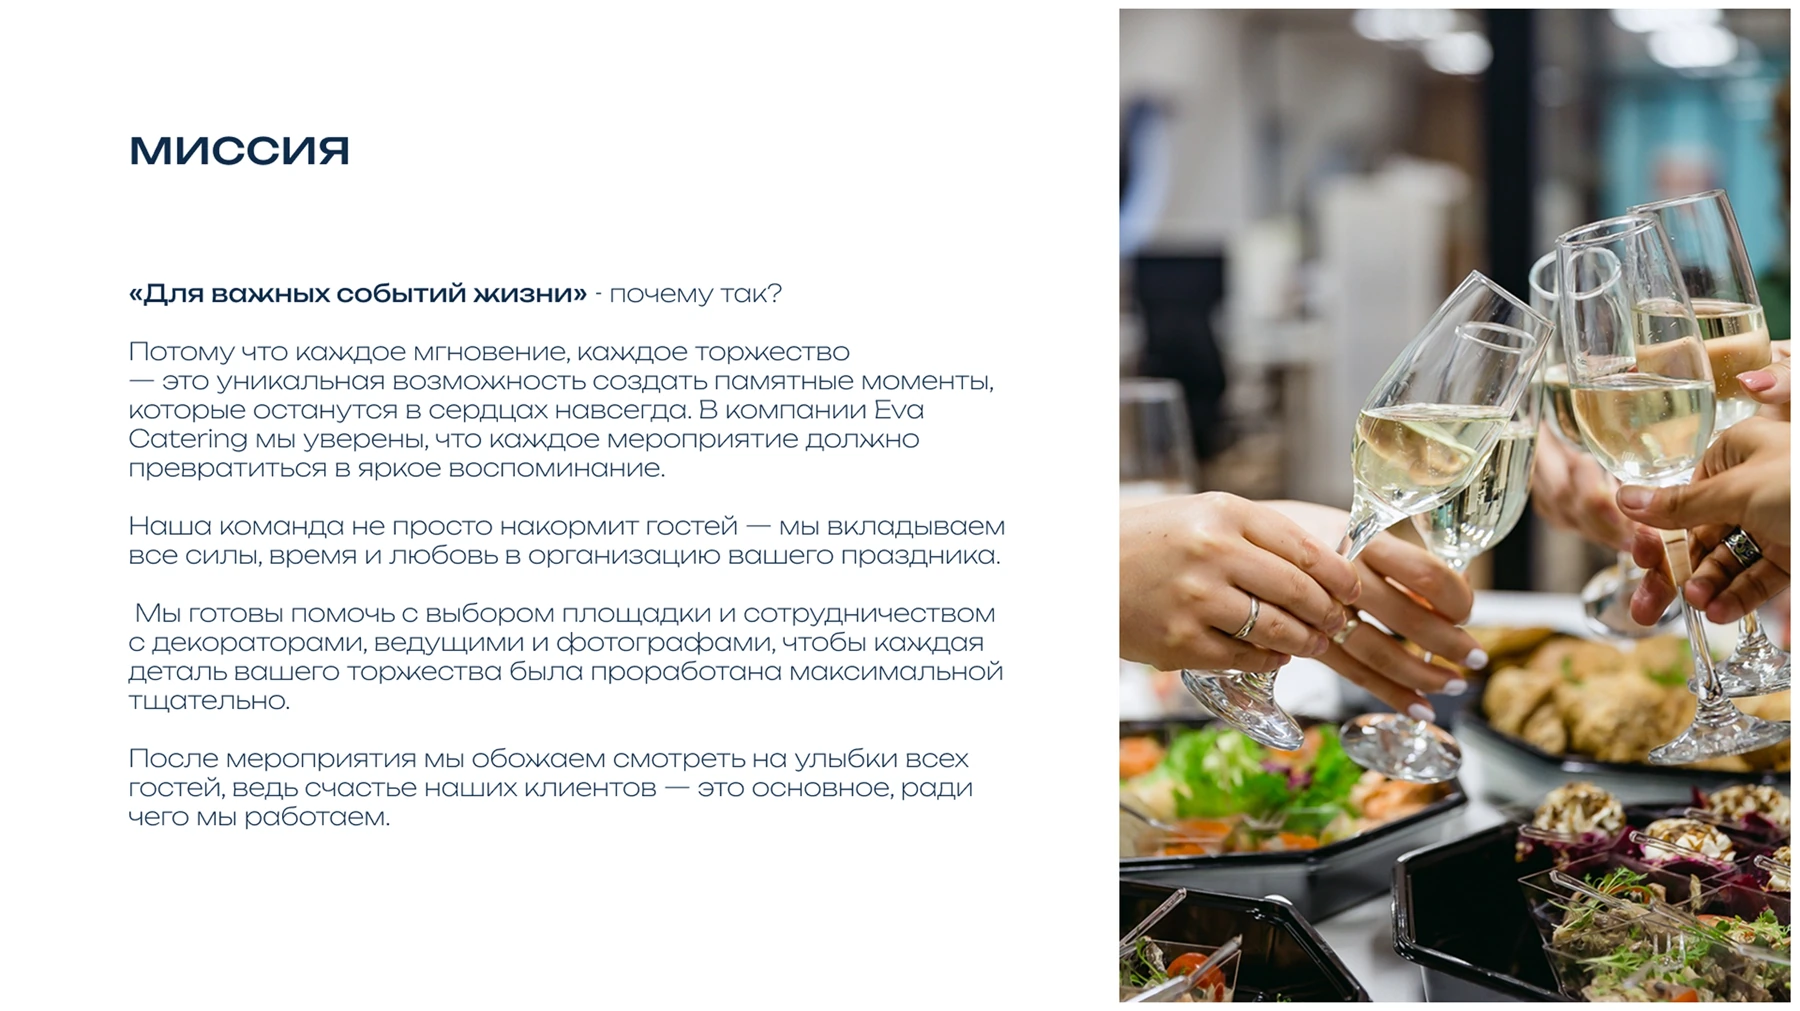 МИССИЯ
«Для важных событий жизни» - почему так?
Потому что каждое мгновение, каждое торжество
— это уникальная возможность создать памятные моменты,
которые останутся в сердцах навсегда. В компании Eva
Catering мы уверены, что каждое мероприятие должно
превратиться в яркое воспоминание.
Наша команда не просто накормит гостей — мы вкладываем
все силы, время и любовь в организацию вашего праздника.
Мы готовы помочь с выбором площадки и сотрудничеством
с декораторами, ведущими и фотографами, чтобы каждая
деталь вашего торжества была проработана максимальной
тщательно.
После мероприятия мы обожаем смотреть на улыбки всех
гостей, ведь счастье наших клиентов — это основное, ради
чего мы работаем.